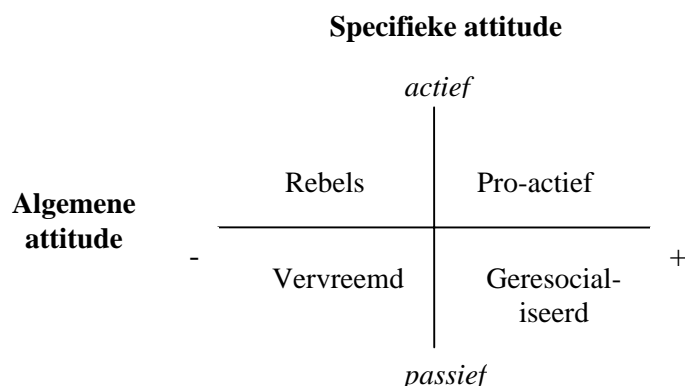 Specifieke attitude
actief
Rebels Pro-actief
Algemene
attitude
- +
Vervreemd Geresocial-
iseerd
passief